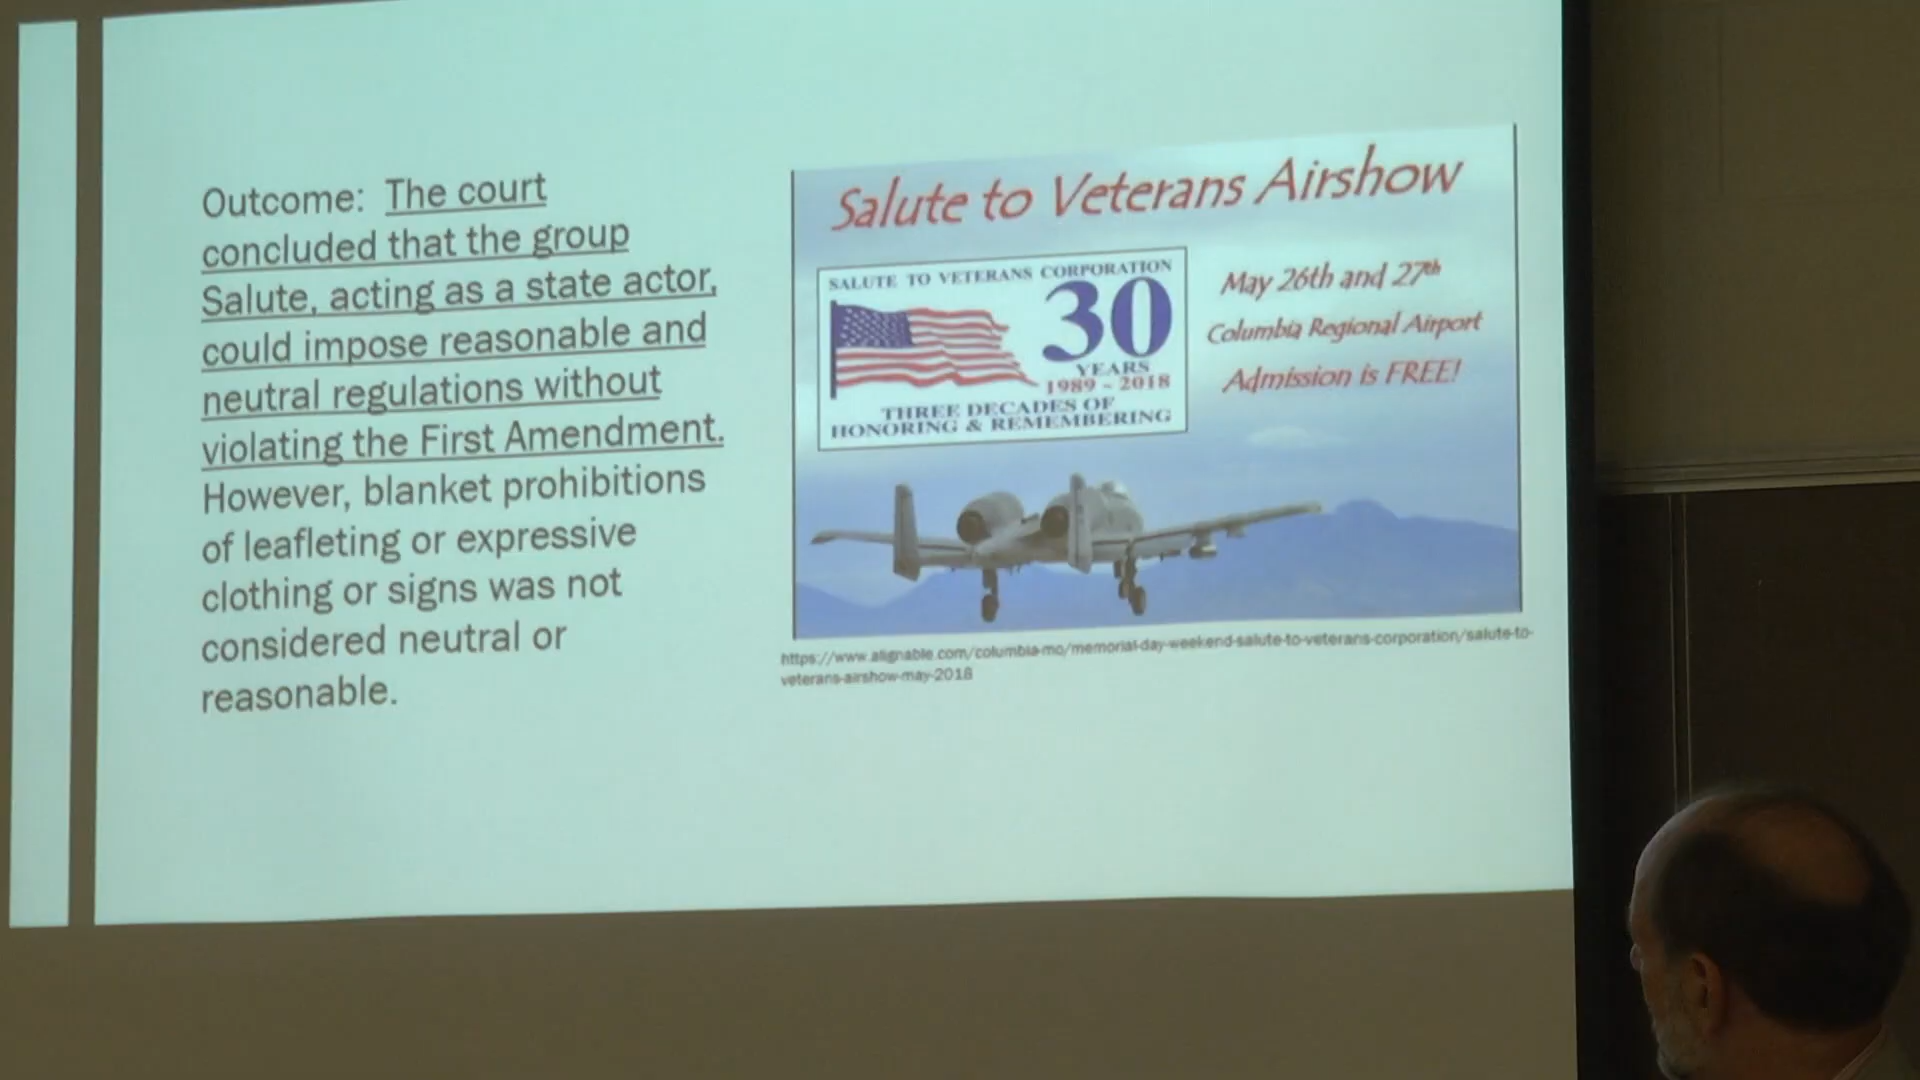 Outcome: The court
concluded that the group
Salute, acting as a state actor,
could impose reasonable and
neutral regulations without
violating the First Amendment.
However, blanket prohibitions
of leafleting or expressive
clothing or signs was not
considered neutral or
reasonable.
Salute to Veterans Airshow
SALUTE TO VETERANS CORPORATION
30
YEARS
1989 - 2018
THREE DECADES OF
HONORING & REMEMBERING
May 26th and 27th
Columbia Regional Airport
Admission is FREE!
https://www.alignable.com/columbia-mo/memorial-day-weekend-salute-to-veterans-corporation/salute-to-
veterans-airshow-may-2018